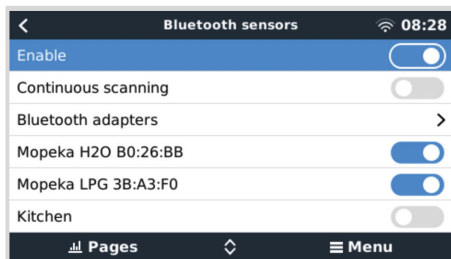 Bluetooth sensors 08:28
Enable
Continuous scanning
Bluetooth adapters
Mopeka H2O B0:26:BB
Mopeka LPG 3B:A3:F0
Kitchen
Pages Menu